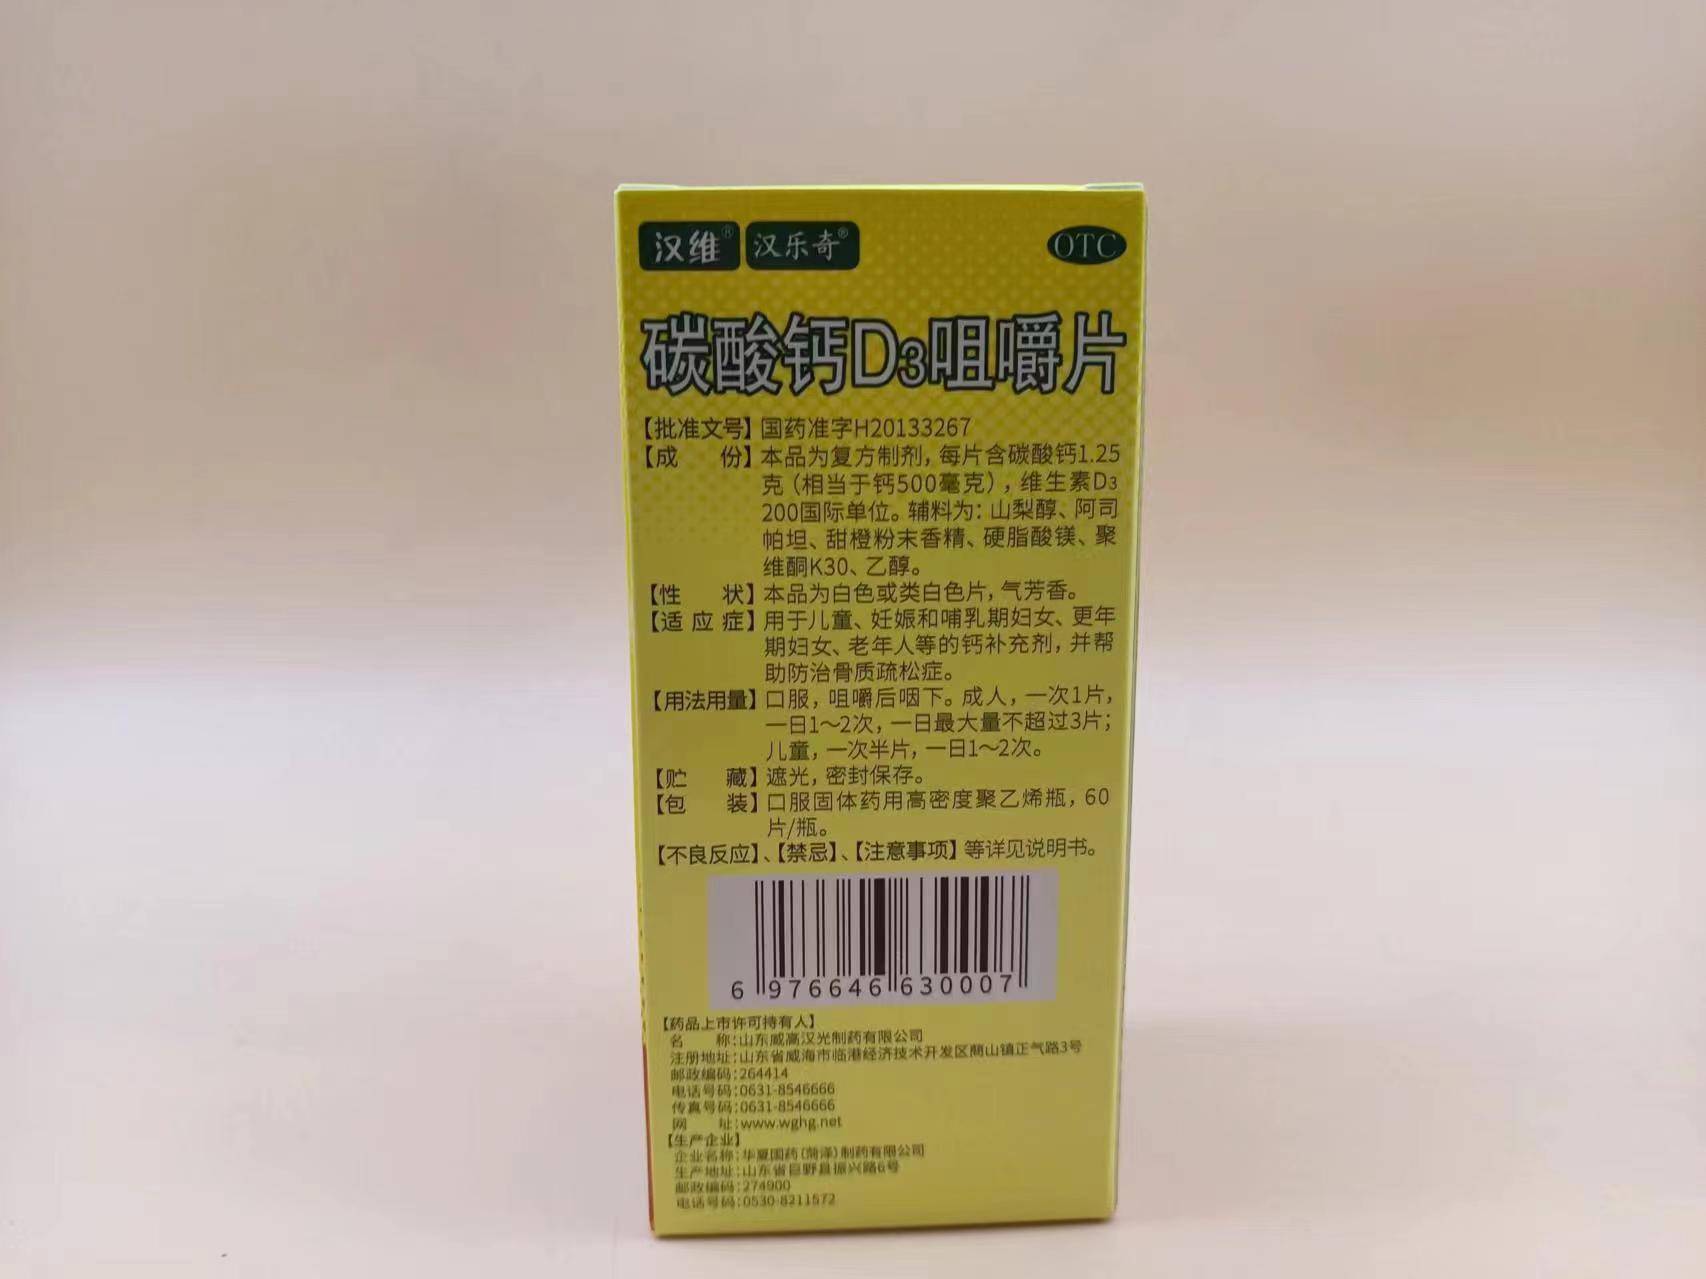 汉维® 汉乐奇® OTC
碳酸钙D3咀嚼片
【批准文号】国药准字H20133267
【成 份】本品为复方制剂，每片含碳酸钙1.25
克（相当于钙500毫克），维生素D3
200国际单位。辅料为：山梨醇、阿司
帕坦、甜橙粉末香精、硬脂酸镁、聚
维酮K30、乙醇。
【性 状】本品为白色或类白色片，气芳香。
【适应症】用于儿童、妊娠和哺乳期妇女、更年
期妇女、老年人等的钙补充剂，并帮
助防治骨质疏松症。
【用法用量】口服，咀嚼后咽下。成人，一次1片，
一日1～2次，一日最大量不超过3片；
儿童，一次半片，一日1～2次。
【贮 藏】遮光，密封保存。
【包 装】口服固体药用高密度聚乙烯瓶，60
片/瓶。
【不良反应】、【禁忌】、【注意事项】等详见说明书。
6 976646 630007
【药品上市许可持有人】
名 称：山东威高汉光制药有限公司
注册地址：山东省威海市临港经济技术开发区蔄山镇正气路3号
邮政编码：264414
电话号码：0631-8546666
传真号码：0631-8546666
网 址：www.wghg.net
【生产企业】
企业名称：华夏国药（菏泽）制药有限公司
生产地址：山东省巨野县振兴路6号
邮政编码：274900
电话号码：0530-8211572